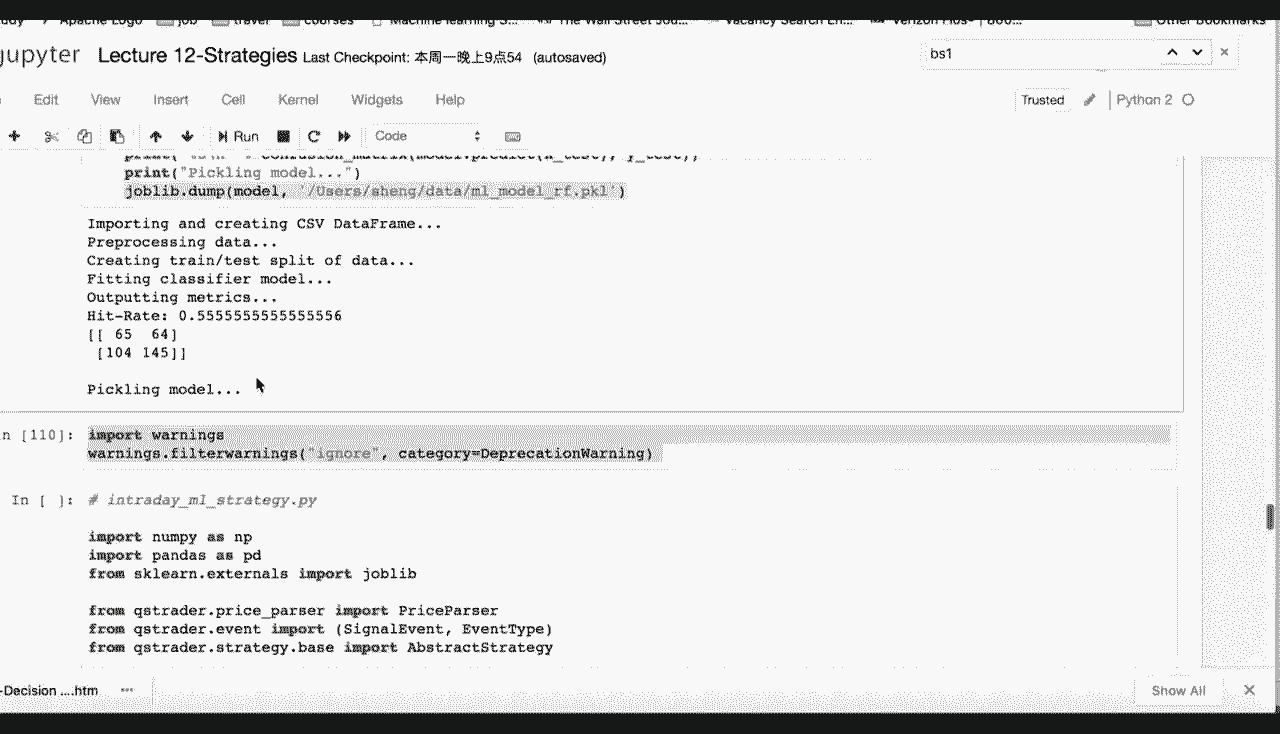 Apache Logo job travel courses Machine learning S... The Wall Street Jou... Vacancy Search En... Other Bookmarks
jupyter Lecture 12-Strategies Last Checkpoint: 本周一晚上9点54 (autosaved)
bs1
Edit View Insert Cell Kernel Widgets Help
Trusted Python 2
Run Code
confusion_matrix(model.predict(X_test), y_test))
print("Pickling model...")
joblib.dump(model, '/Users/sheng/data/ml_model_rf.pkl')
Importing and creating CSV DataFrame...
Preprocessing data...
Creating train/test split of data...
Fitting classifier model...
Outputting metrics...
Hit-Rate: 0.5555555555555556
[[ 65 64]
[104 145]]
Pickling model...
n [110]: import warnings
warnings.filterwarnings("ignore", category=DeprecationWarning)
In [ ]: # intraday_ml_strategy.py
import numpy as np
import pandas as pd
from sklearn.externals import joblib
from qstrader.price_parser import PriceParser
from qstrader.event import (SignalEvent, EventType)
from qstrader.strategy.base import AbstractStrategy
-Decision ....htm
Show All